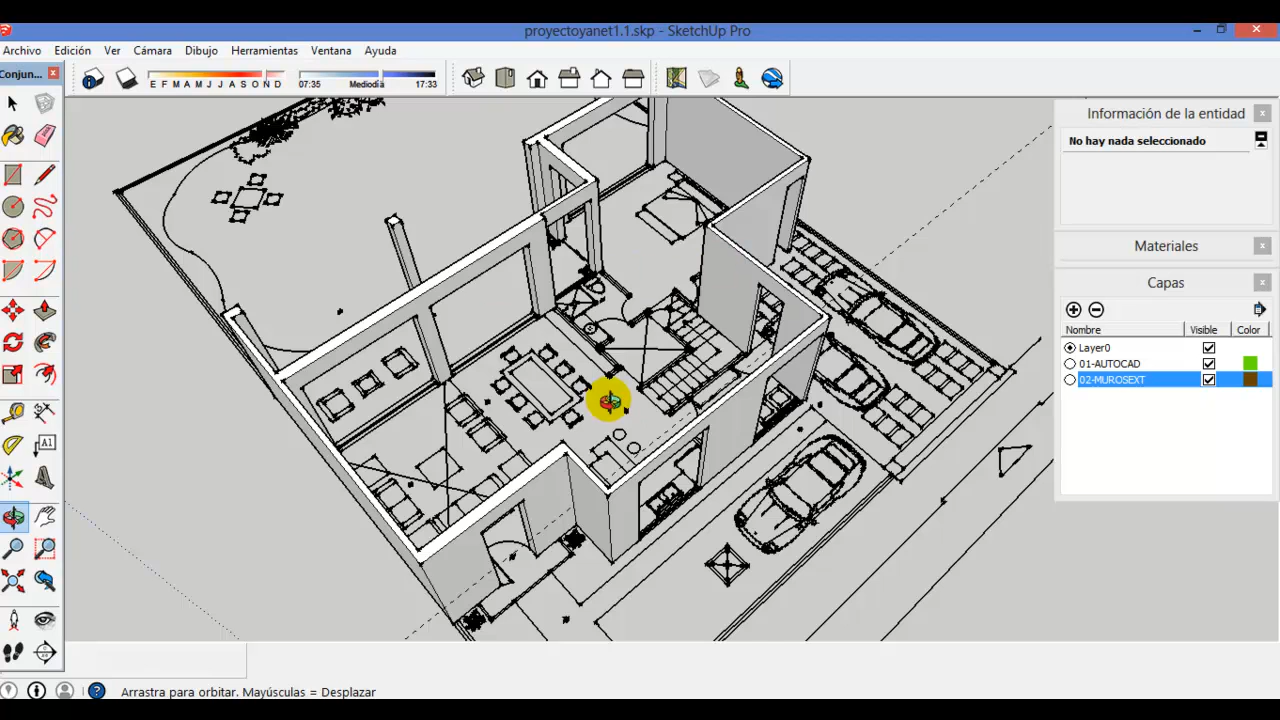 proyectoyanet1.1.skp - SketchUp Pro
Archivo Edición Ver Cámara Dibujo Herramientas Ventana Ayuda
Conjun...
E F M A M J J A S O N D
07:35 Mediodía 17:33
Información de la entidad
No hay nada seleccionado
Materiales
Capas
Nombre Visible Color
Layer0
01-AUTOCAD
02-MUROSEXT
A1
Arrastra para orbitar. Mayúsculas = Desplazar